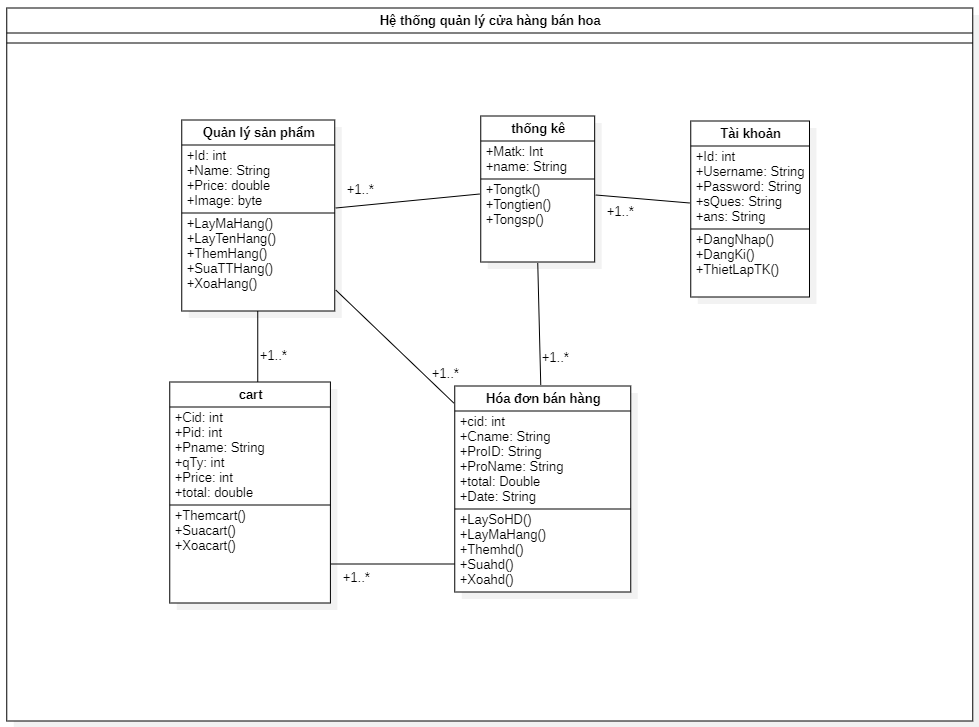 Hệ thống quản lý cửa hàng bán hoa
Quản lý sản phẩm
+Id: int
+Name: String
+Price: double
+Image: byte
+LayMaHang()
+LayTenHang()
+ThemHang()
+SuaTTHang()
+XoaHang()
+1..*
thống kê
+Matk: Int
+name: String
+Tongtk()
+Tongtien()
+Tongsp()
+1..*
Tài khoản
+Id: int
+Username: String
+Password: String
+sQues: String
+ans: String
+DangNhap()
+DangKi()
+ThietLapTK()
+1..*
+1..*
+1..*
cart
+Cid: int
+Pid: int
+Pname: String
+qTy: int
+Price: int
+total: double
+Themcart()
+Suacart()
+Xoacart()
+1..*
Hóa đơn bán hàng
+cid: int
+Cname: String
+ProID: String
+ProName: String
+total: Double
+Date: String
+LaySoHD()
+LayMaHang()
+Themhd()
+Suahd()
+Xoahd()